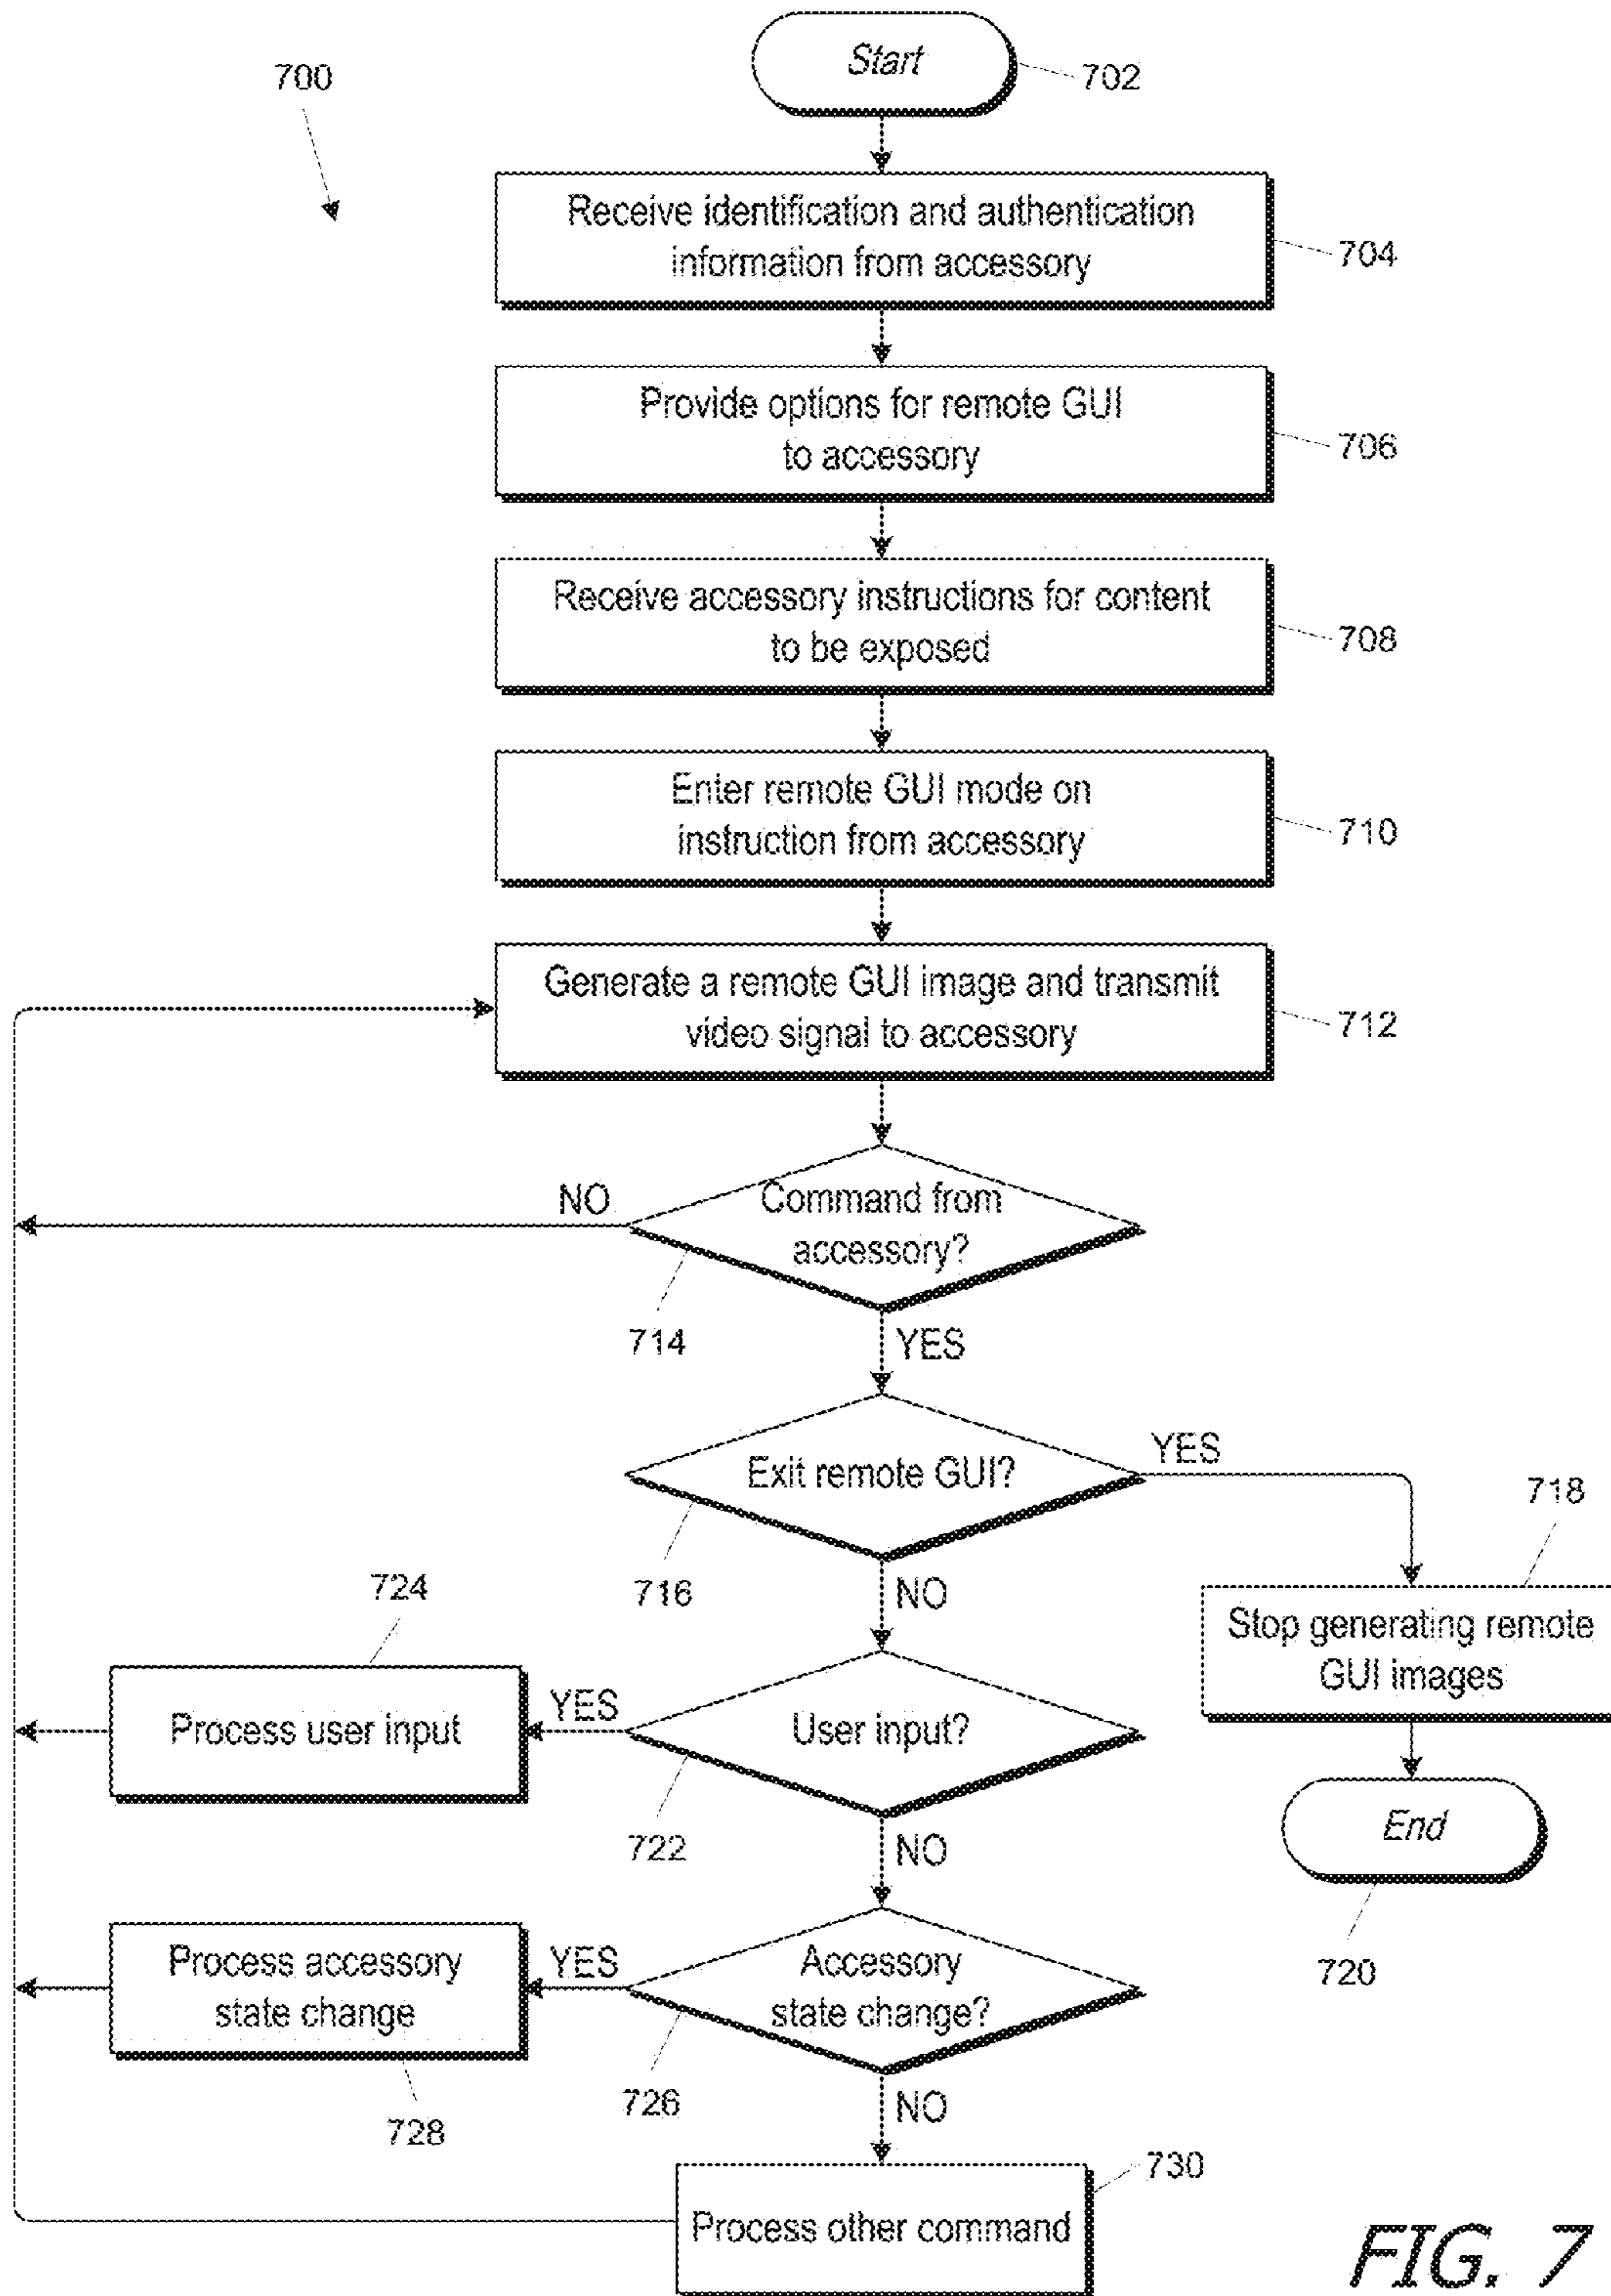 Start
702
700
Receive identification and authentication
information from accessory
704
Provide options for remote GUI
to accessory
706
Receive accessory instructions for content
to be exposed
708
Enter remote GUI mode on
instruction from accessory
710
Generate a remote GUI image and transmit
video signal to accessory
712
NO
Command from
accessory?
714
YES
Exit remote GUI?
YES
716
NO
718
Stop generating remote
GUI images
724
Process user input
YES
User input?
722
NO
End
720
Process accessory
state change
YES
Accessory
state change?
728
726
NO
730
Process other command
FIG. 7